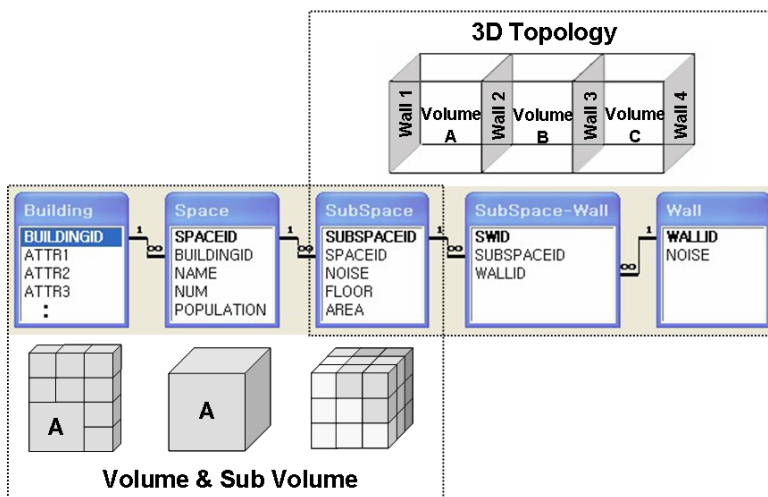 3D Topology
Wall 1
Volume A
Wall 2
Volume B
Wall 3
Volume C
Wall 4
Building
BUILDINGID
ATTR1
ATTR2
ATTR3
:
1
∞
Space
SPACEID
BUILDINGID
NAME
NUM
POPULATION
1
∞
SubSpace
SUBSPACEID
SPACEID
NOISE
FLOOR
AREA
1
∞
SubSpace-Wall
SWID
SUBSPACEID
WALLID
1
∞
Wall
WALLID
NOISE
A
A
Volume & Sub Volume